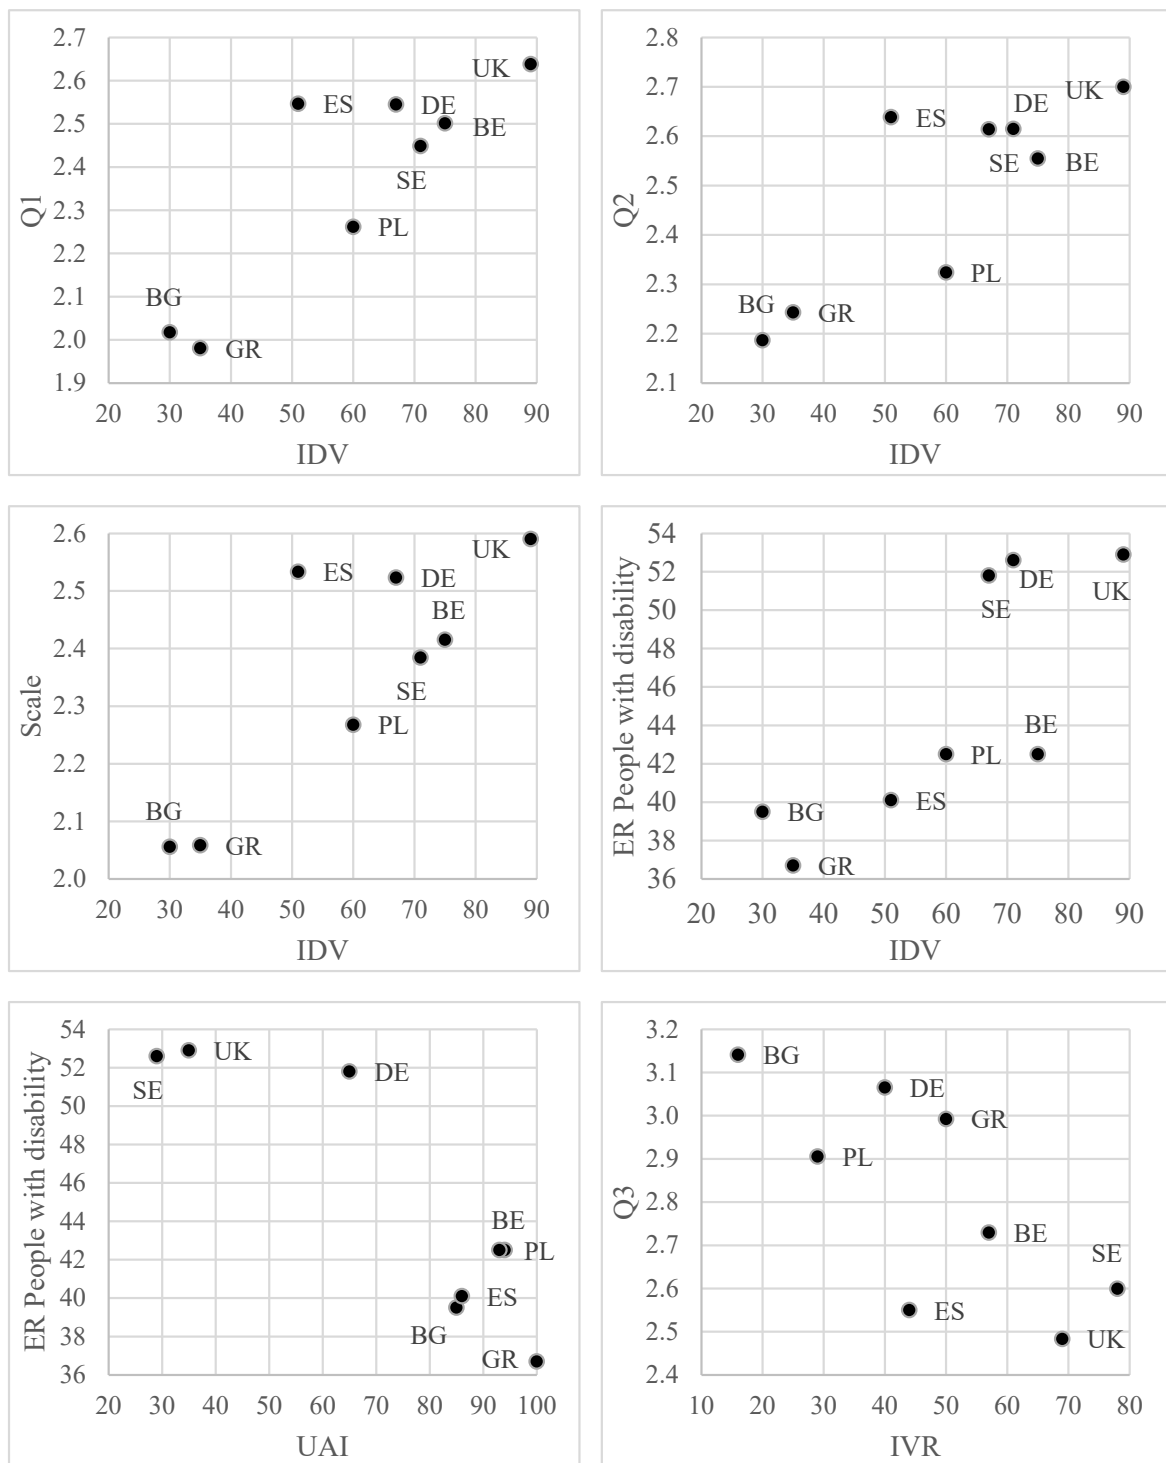 2.7
2.6
2.5
2.4
2.3
2.2
2.1
2.0
1.9
Q1
UK
ES
DE
BE
SE
PL
BG
GR
20 30 40 50 60 70 80 90
IDV
2.8
2.7
2.6
2.5
2.4
2.3
2.2
2.1
Q2
UK
DE
ES
SE
BE
PL
BG
GR
20 30 40 50 60 70 80 90
IDV
2.6
2.5
2.4
2.3
2.2
2.1
2.0
Scale
UK
ES
DE
BE
SE
PL
BG
GR
20 30 40 50 60 70 80 90
IDV
54
52
50
48
46
44
42
40
38
36
ER People with disability
DE
SE
UK
BE
PL
ES
BG
GR
20 30 40 50 60 70 80 90
IDV
54
52
50
48
46
44
42
40
38
36
ER People with disability
UK
SE
DE
BE
PL
ES
BG
GR
20 30 40 50 60 70 80 90 100
UAI
3.2
3.1
3.0
2.9
2.8
2.7
2.6
2.5
2.4
Q3
BG
DE
GR
PL
BE
SE
ES
UK
10 20 30 40 50 60 70 80
IVR